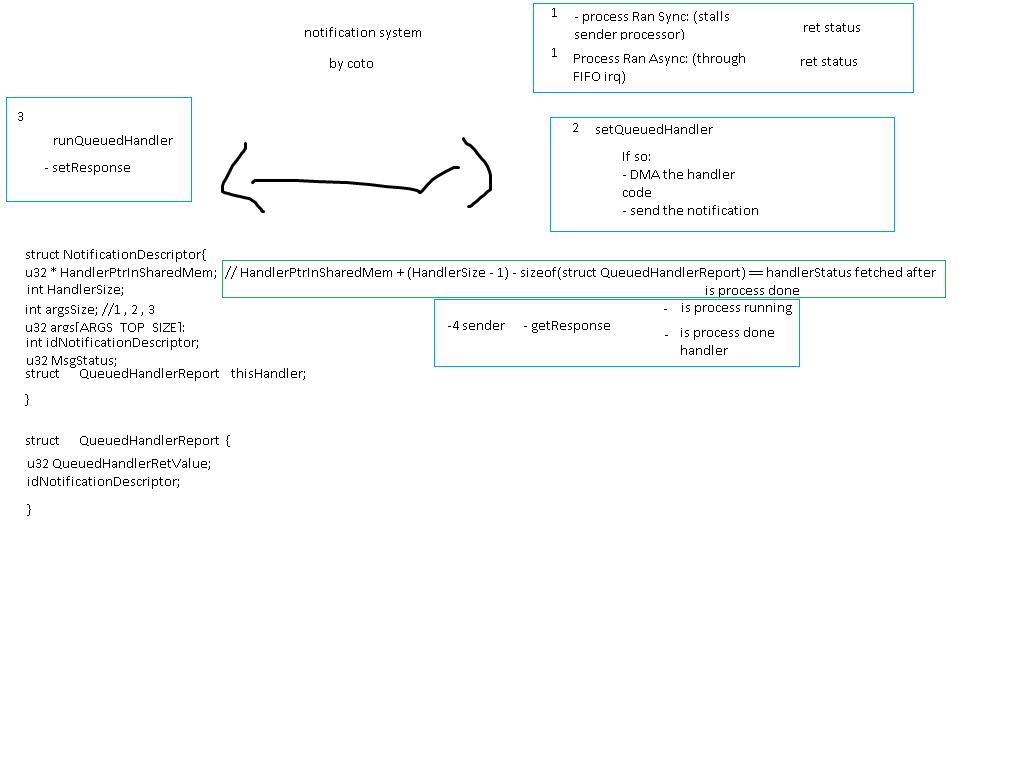 notification system
by coto
1 - process Ran Sync: (stalls
sender processor)
ret status
1 Process Ran Async: (through
FIFO irq)
ret status
3
runQueuedHandler
- setResponse
2 setQueuedHandler
If so:
- DMA the handler
code
- send the notification
struct NotificationDescriptor{
u32 * HandlerPtrInSharedMem; // HandlerPtrInSharedMem + (HandlerSize - 1) - sizeof(struct QueuedHandlerReport) == handlerStatus fetched after
is process done
int HandlerSize;
int argsSize; //1 , 2 , 3
u32 args[ARGS_TOP_SIZE];
int idNotificationDescriptor;
u32 MsgStatus;
struct QueuedHandlerReport thisHandler;
}
-4 sender - getResponse
- is process running
- is process done
handler
struct QueuedHandlerReport {
u32 QueuedHandlerRetValue;
idNotificationDescriptor;
}